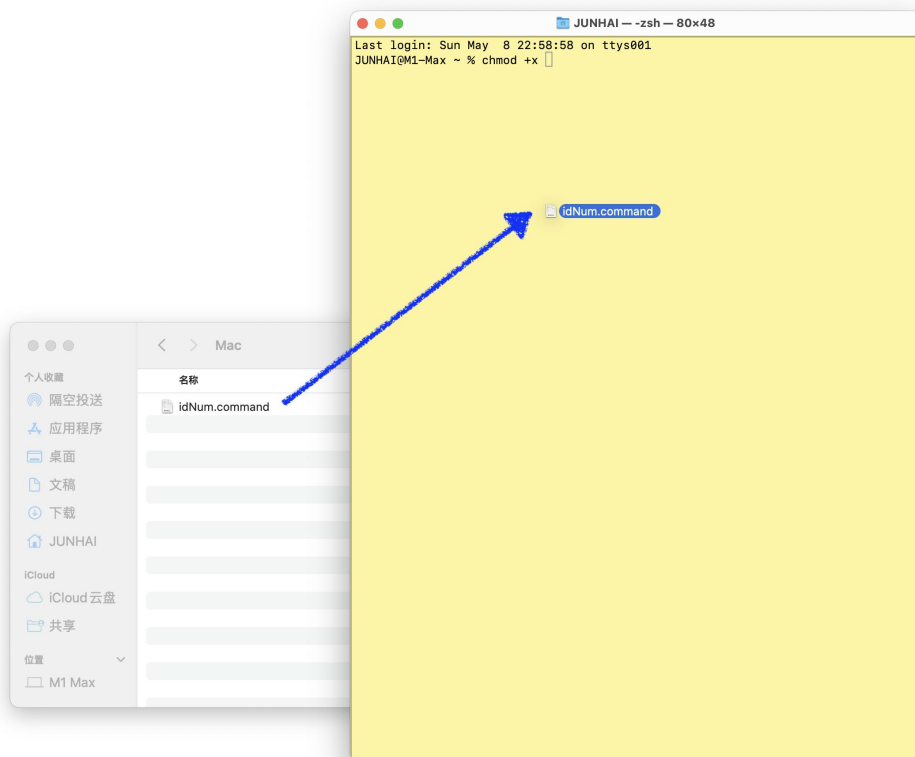 JUNHAI — -zsh — 80×48
Last login: Sun May  8 22:58:58 on ttys001
JUNHAI@M1-Max ~ % chmod +x
idNum.command
Mac
个人收藏
隔空投送
应用程序
桌面
文稿
下载
JUNHAI
iCloud
iCloud云盘
共享
位置
M1 Max
名称
idNum.command